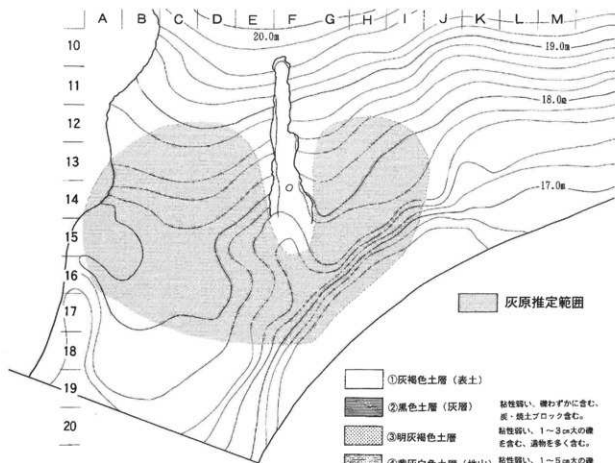 A B C D E F G H I J K L M
10
11
12
13
14
15
16
17
18
19
20
20.0m
19.0m
18.0m
17.0m
灰原推定範囲
①灰褐色土層（表土）
②黒色土層（灰層） 粘性弱い、礫わずかに含む、
炭・焼土ブロック含む。
③明灰褐色土層 粘性弱い、1～3㎝大の礫
を含む、遺物を多く含む。
粘性弱い、1～5㎝大の礫